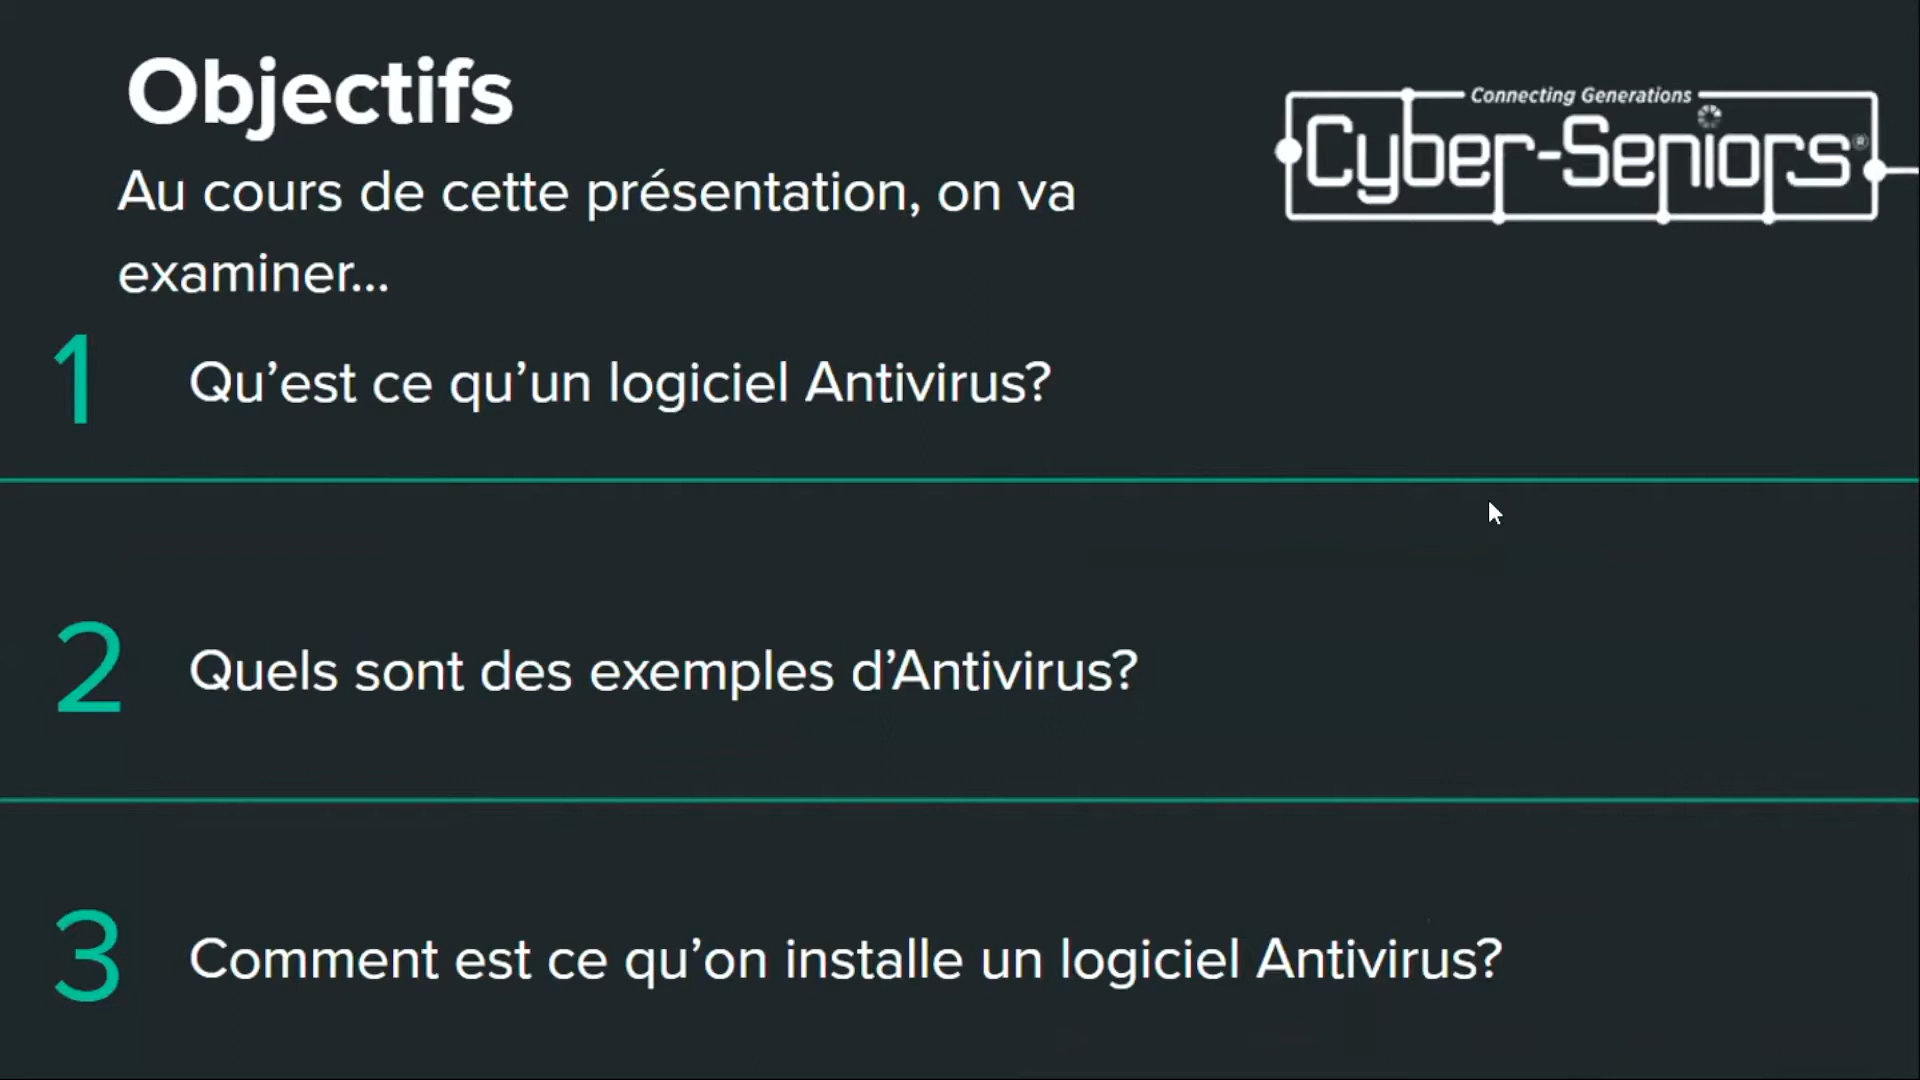 Objectifs
Connecting Generations
Cyber-Seniors®
Au cours de cette présentation, on va
examiner...
1 Qu’est ce qu’un logiciel Antivirus?
2 Quels sont des exemples d’Antivirus?
3 Comment est ce qu’on installe un logiciel Antivirus?